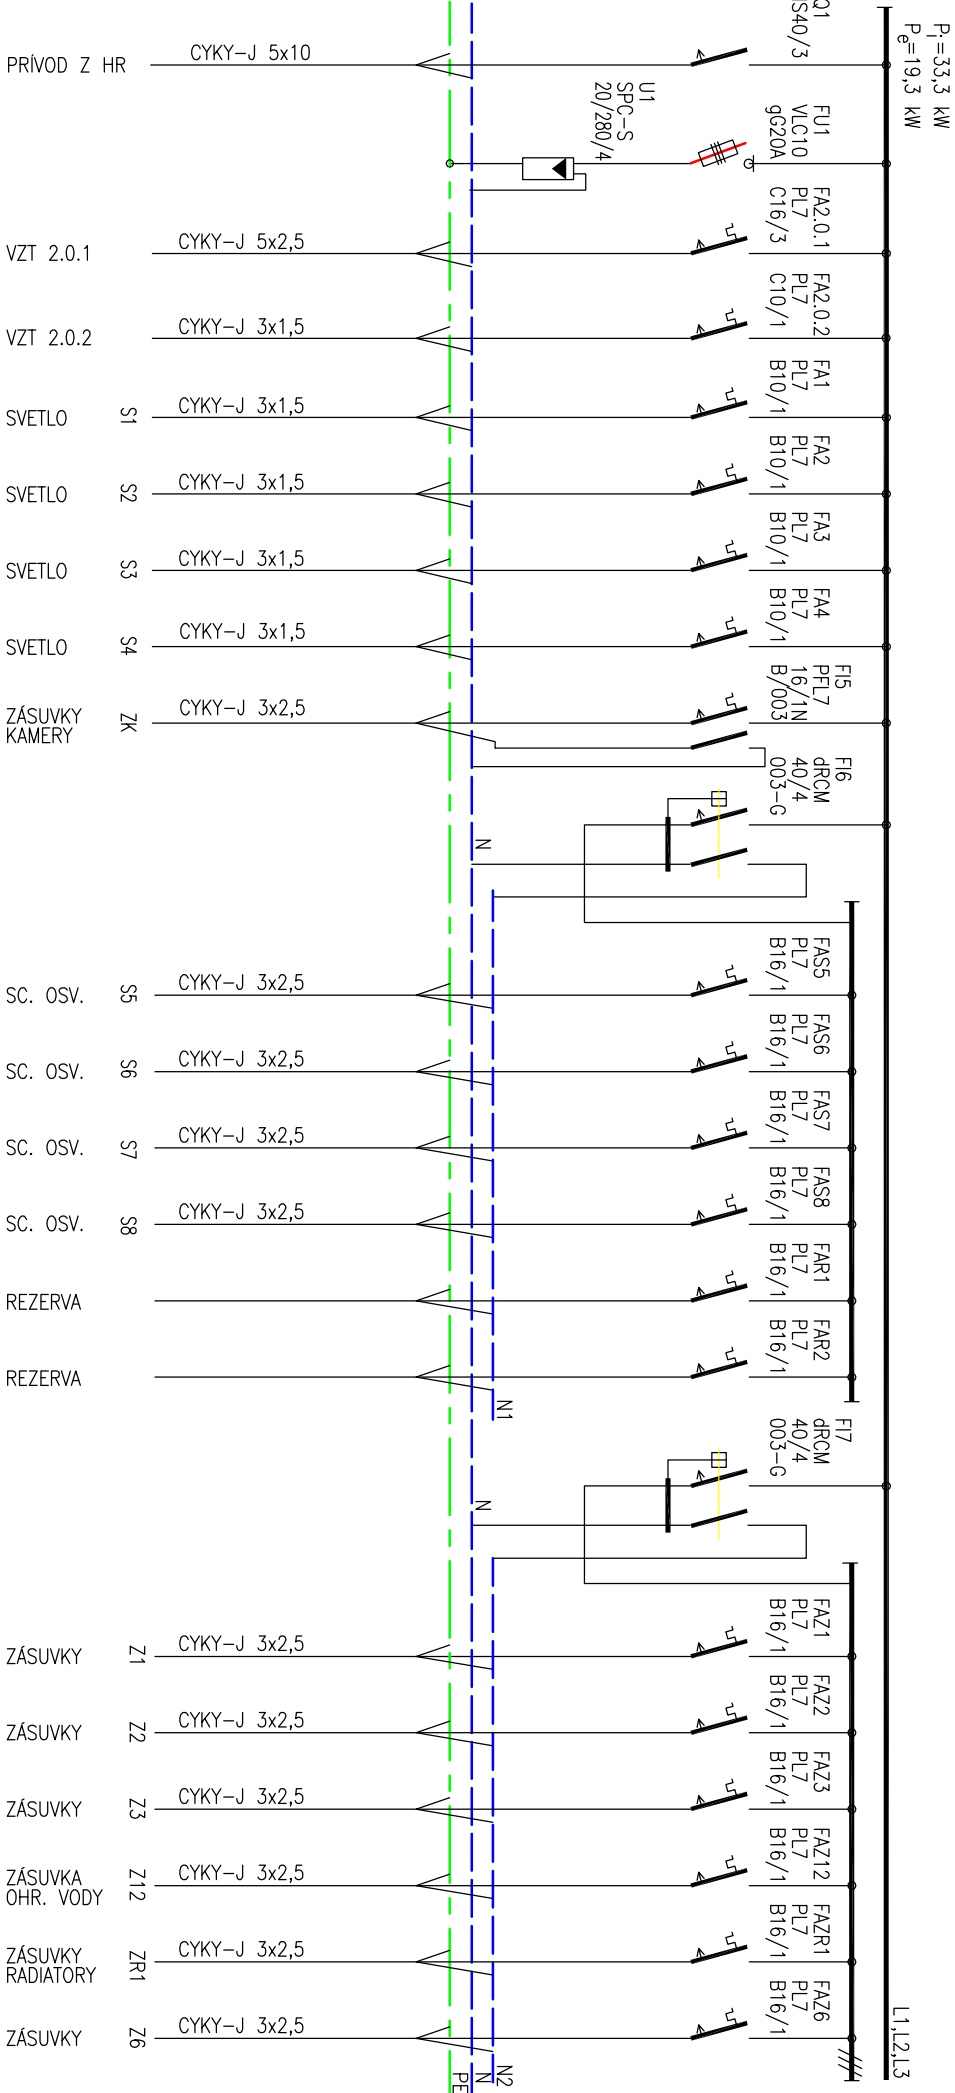 Pi=33,3 kW
Pe=19,3 kW
Q1
IS40/3
PRÍVOD Z HR
CYKY-J 5x10
U1
SPC-S
20/280/4
FU1
VLC10
gG20A
VZT 2.0.1
CYKY-J 5x2,5
FA2.0.1
PL7
C16/3
VZT 2.0.2
CYKY-J 3x1,5
FA2.0.2
PL7
C10/1
SVETLO
S1
CYKY-J 3x1,5
FA1
PL7
B10/1
SVETLO
S2
CYKY-J 3x1,5
FA2
PL7
B10/1
SVETLO
S3
CYKY-J 3x1,5
FA3
PL7
B10/1
SVETLO
S4
CYKY-J 3x1,5
FA4
PL7
B10/1
ZÁSUVKY
KAMERY
ZK
CYKY-J 3x2,5
FI5
PFL7
16/1N
B/003
FI6
dRCM
40/4
003-G
N
SC. OSV.
S5
CYKY-J 3x2,5
FAS5
PL7
B16/1
SC. OSV.
S6
CYKY-J 3x2,5
FAS6
PL7
B16/1
SC. OSV.
S7
CYKY-J 3x2,5
FAS7
PL7
B16/1
SC. OSV.
S8
CYKY-J 3x2,5
FAS8
PL7
B16/1
REZERVA
FAR1
PL7
B16/1
REZERVA
FAR2
PL7
B16/1
N1
FI7
dRCM
40/4
003-G
N
ZÁSUVKY
Z1
CYKY-J 3x2,5
FAZ1
PL7
B16/1
ZÁSUVKY
Z2
CYKY-J 3x2,5
FAZ2
PL7
B16/1
ZÁSUVKY
Z3
CYKY-J 3x2,5
FAZ3
PL7
B16/1
ZÁSUVKA
OHR. VODY
Z12
CYKY-J 3x2,5
FAZ12
PL7
B16/1
ZÁSUVKY
RADIATORY
ZR1
CYKY-J 3x2,5
FAZR1
PL7
B16/1
ZÁSUVKY
Z6
CYKY-J 3x2,5
FAZ6
PL7
B16/1
L1,L2,L3
N2
N
PE